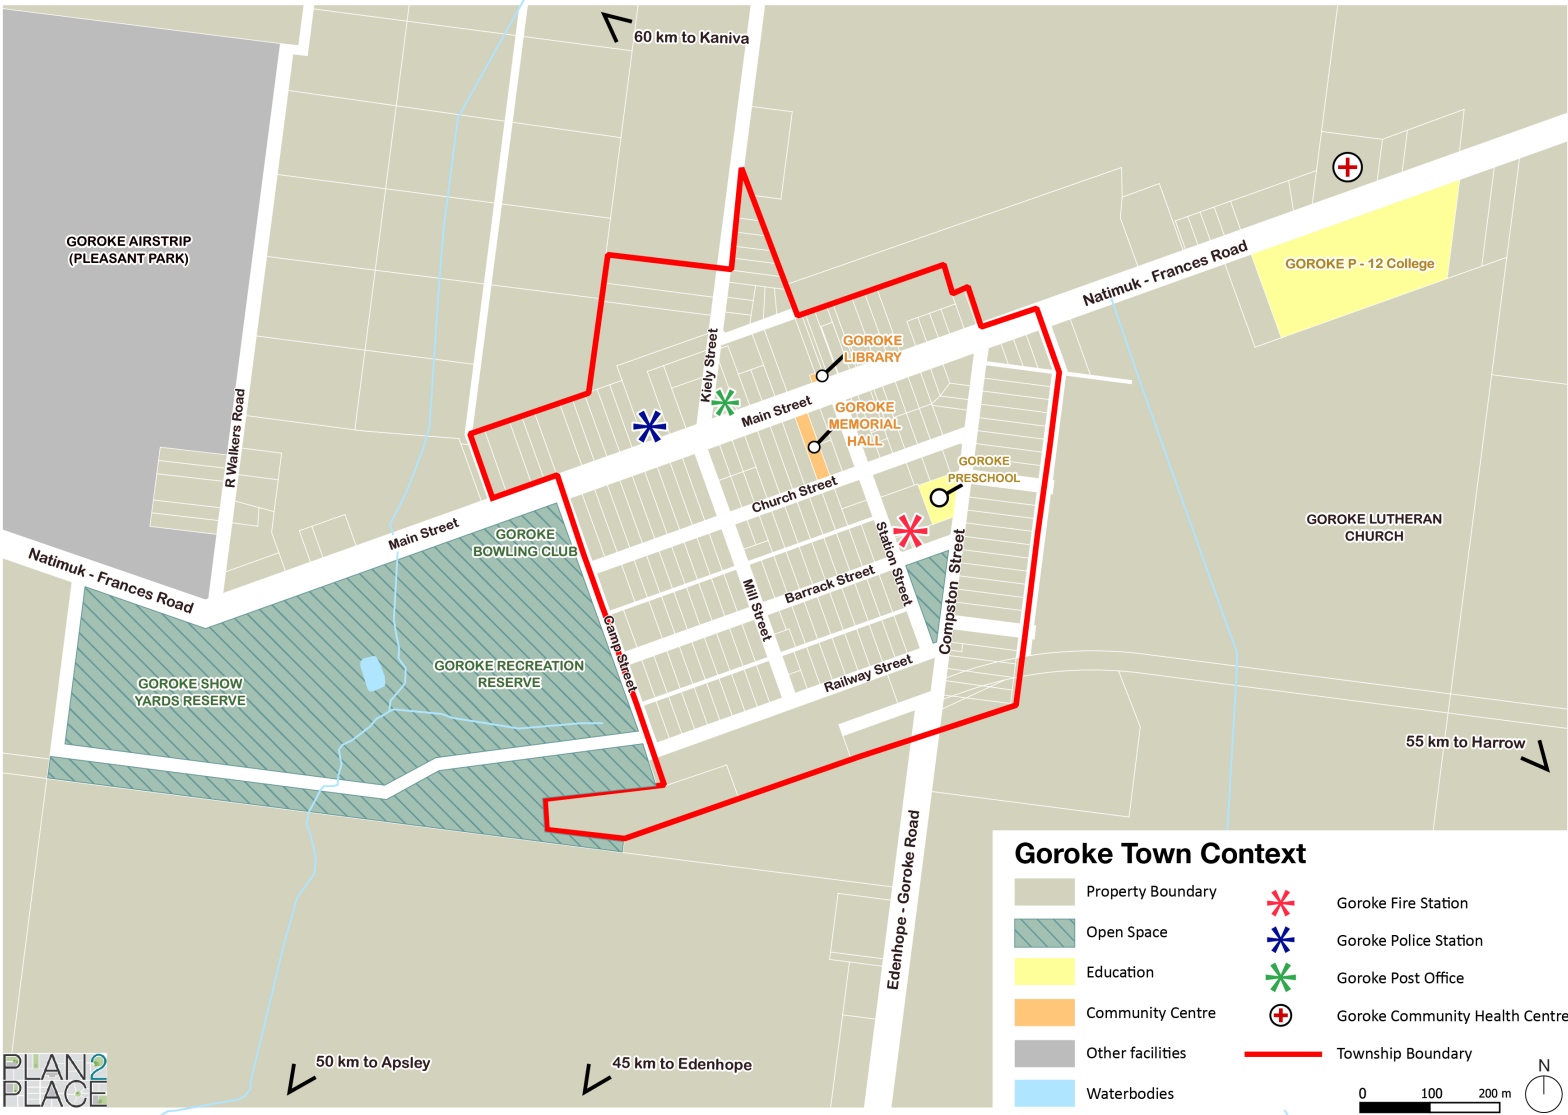 60 km to Kaniva
GOROKE AIRSTRIP
(PLEASANT PARK)
Natimuk - Frances Road
GOROKE P - 12 College
Kiely Street
GOROKE
LIBRARY
R Walkers Road
Main Street
GOROKE
MEMORIAL
HALL
GOROKE
PRESCHOOL
Church Street
Main Street
GOROKE
BOWLING CLUB
GOROKE LUTHERAN
CHURCH
Natimuk - Frances Road
Station Street
Barrack Street
Mill Street
Compston Street
Camp Street
GOROKE RECREATION
RESERVE
GOROKE SHOW
YARDS RESERVE
Railway Street
55 km to Harrow
Edenhope - Goroke Road
50 km to Apsley
45 km to Edenhope
PLAN2
PLACE
Goroke Town Context
Property Boundary
Open Space
Education
Community Centre
Other facilities
Waterbodies
Goroke Fire Station
Goroke Police Station
Goroke Post Office
Goroke Community Health Centre
Township Boundary
0 100 200 m
N